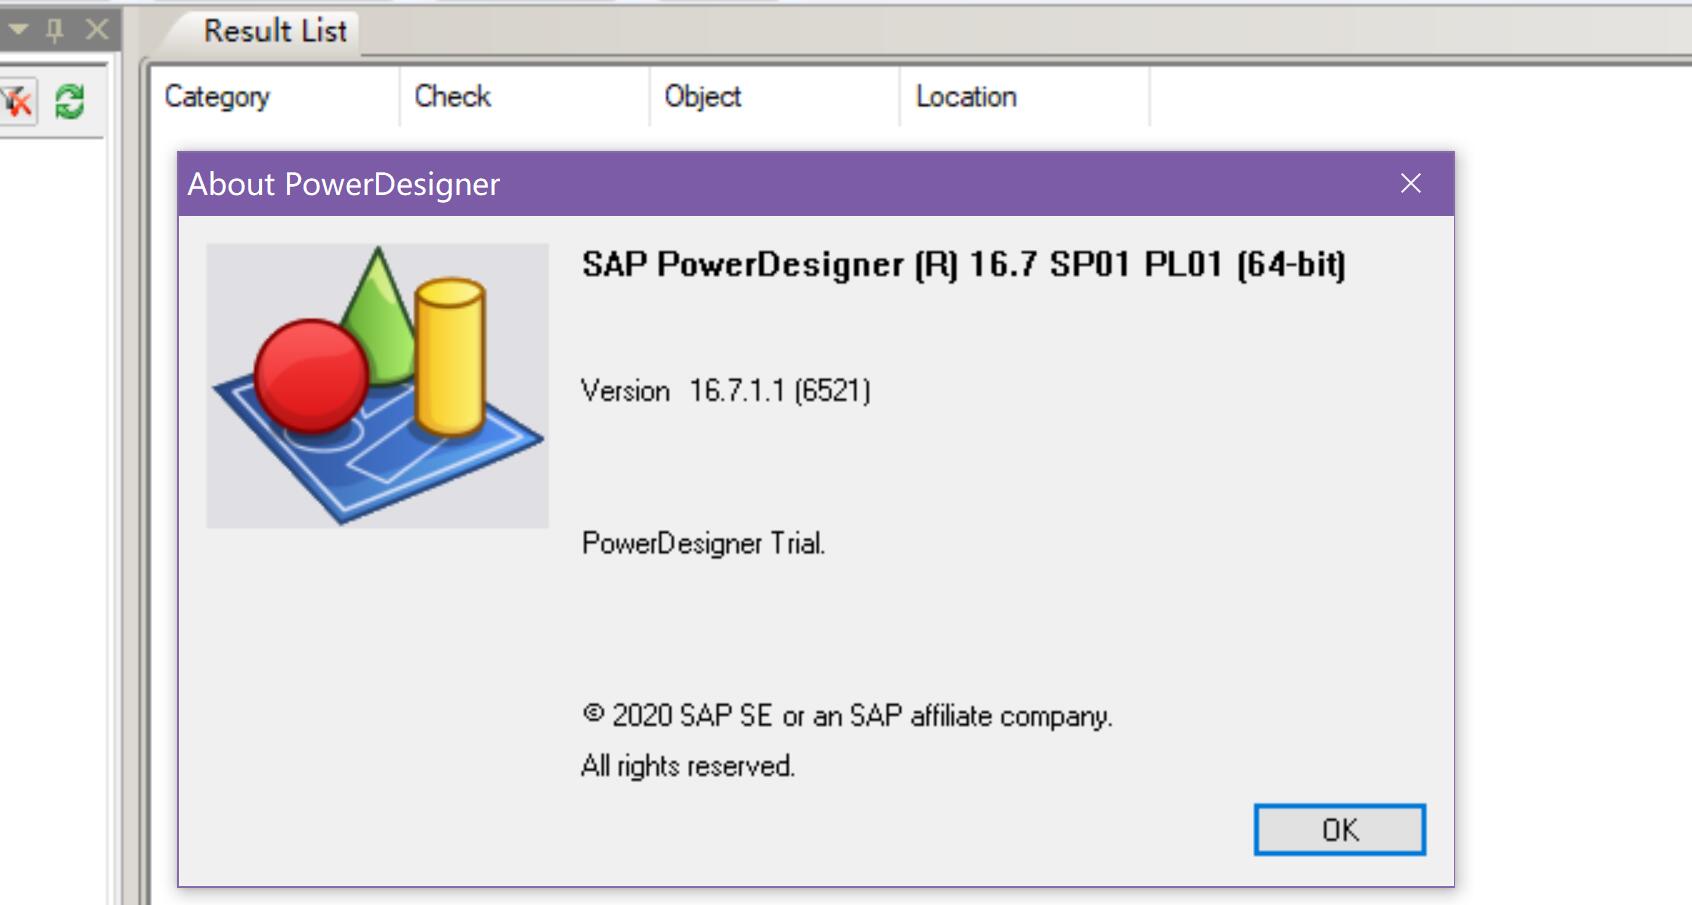 Result List
Category Check Object Location
About PowerDesigner
SAP PowerDesigner (R) 16.7 SP01 PL01 (64-bit)
Version 16.7.1.1 (6521)
PowerDesigner Trial.
© 2020 SAP SE or an SAP affiliate company.
All rights reserved.
OK